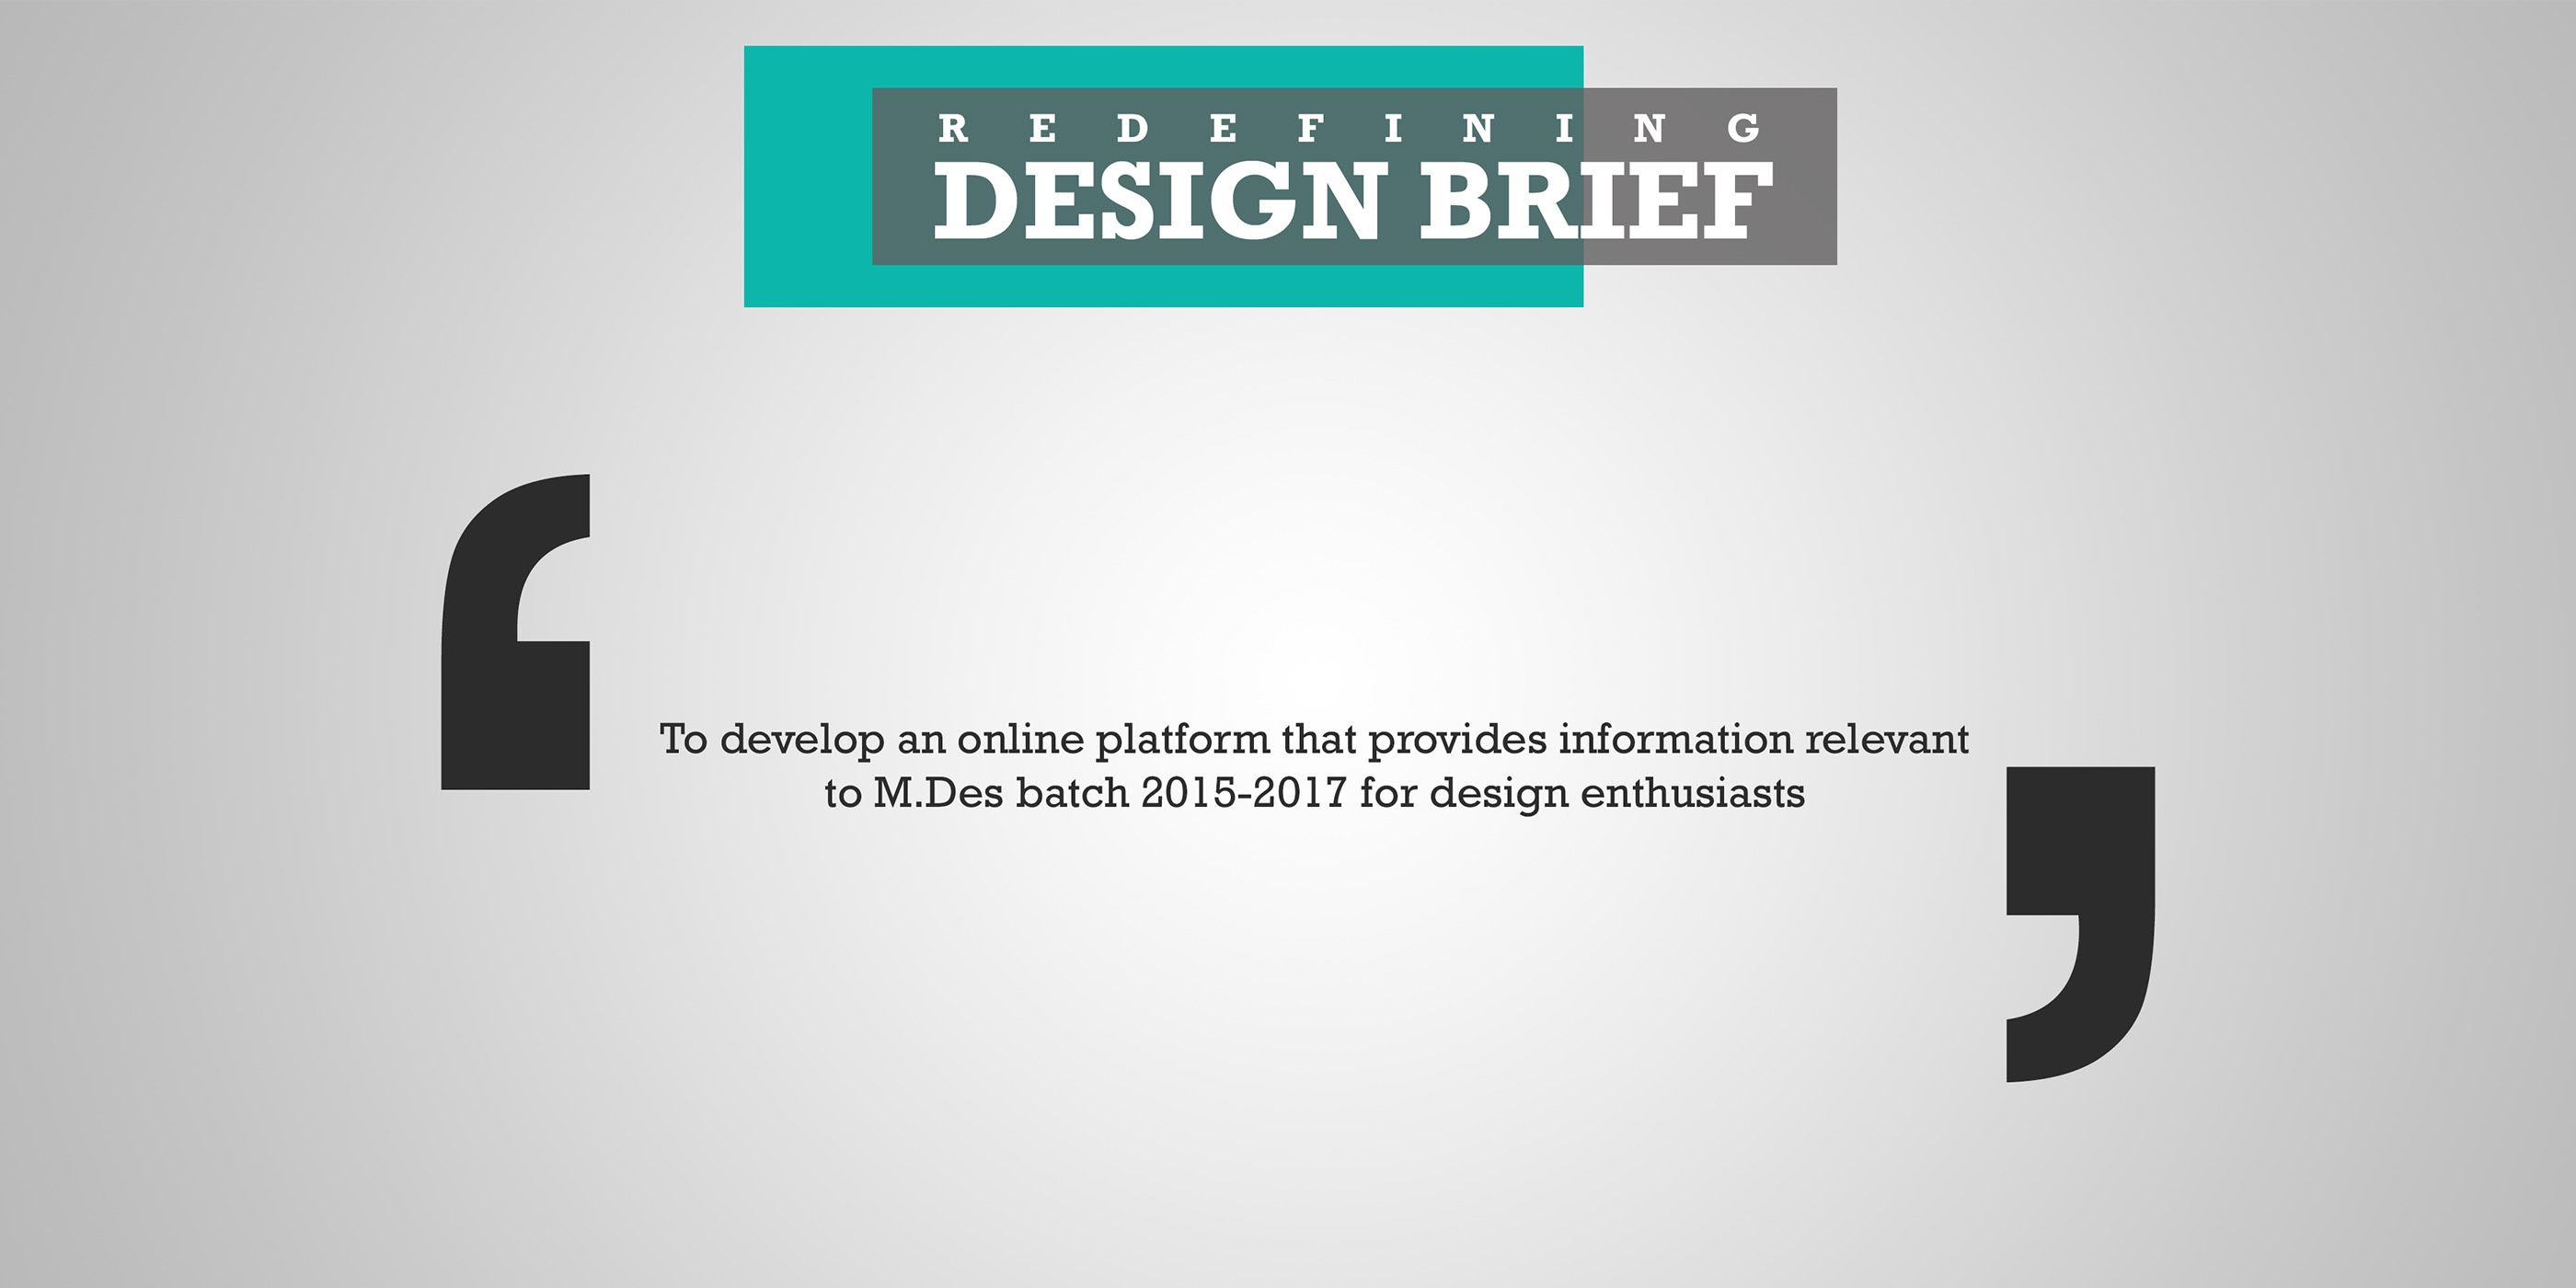 REDEFINING
DESIGN BRIEF
‘
To develop an online platform that provides information relevant
to M.Des batch 2015-2017 for design enthusiasts
’